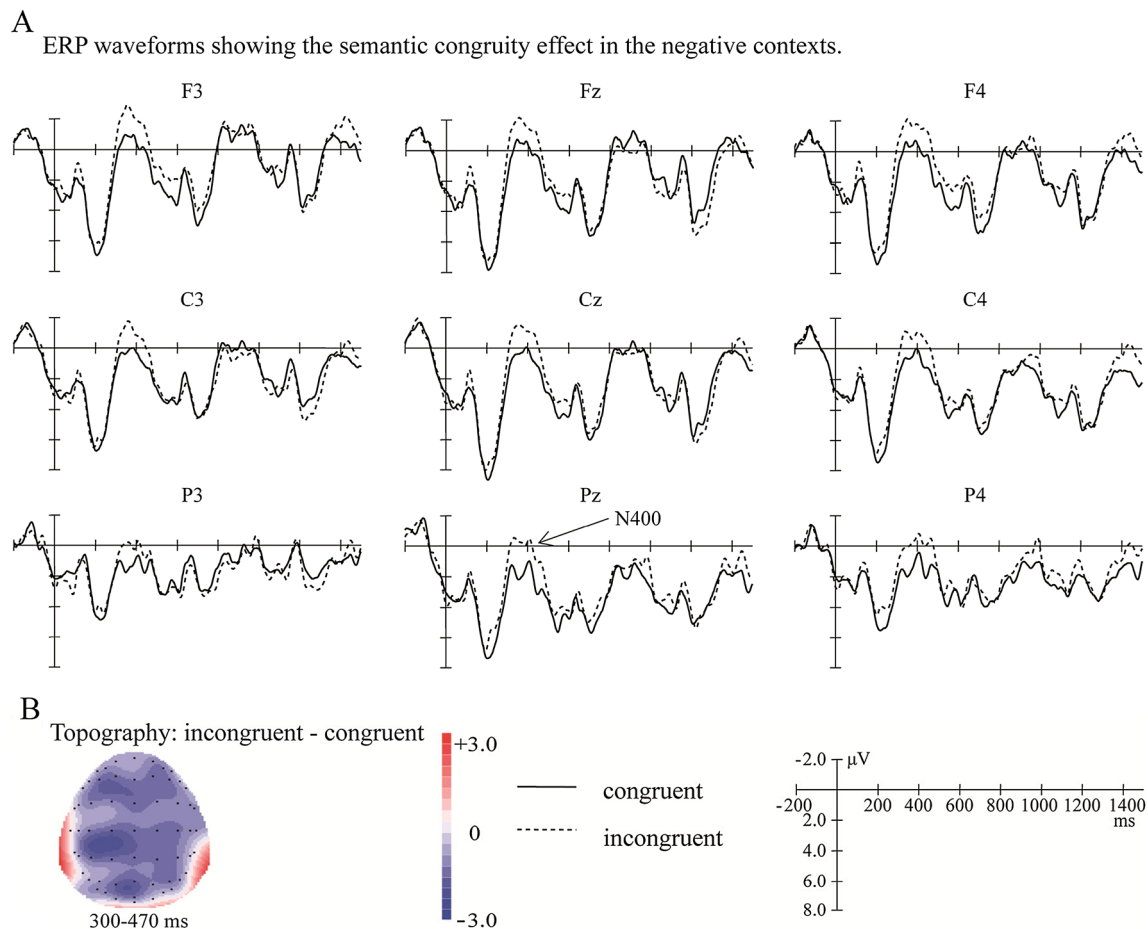 A
ERP waveforms showing the semantic congruity effect in the negative contexts.
F3 Fz F4
C3 Cz C4
P3 Pz P4
N400
B
Topography: incongruent - congruent
+3.0
0
-3.0
300-470 ms
congruent
incongruent
-2.0 µV
-200 200 400 600 800 1000 1200 1400
ms
2.0
4.0
6.0
8.0